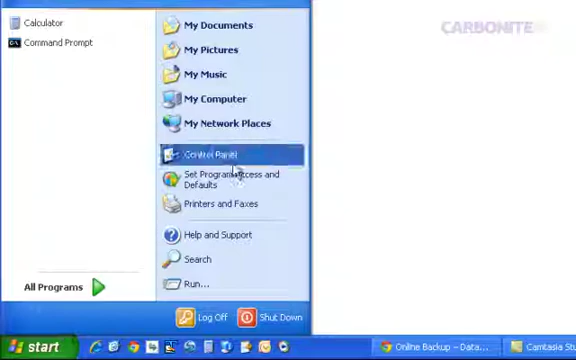 CARBONITE
Calculator
Command Prompt
All Programs
My Documents
My Pictures
My Music
My Computer
My Network Places
Control Panel
Set Program Access and
Defaults
Printers and Faxes
Help and Support
Search
Run...
Log Off
Shut Down
start
Online Backup – Data...
Camtasia Stu